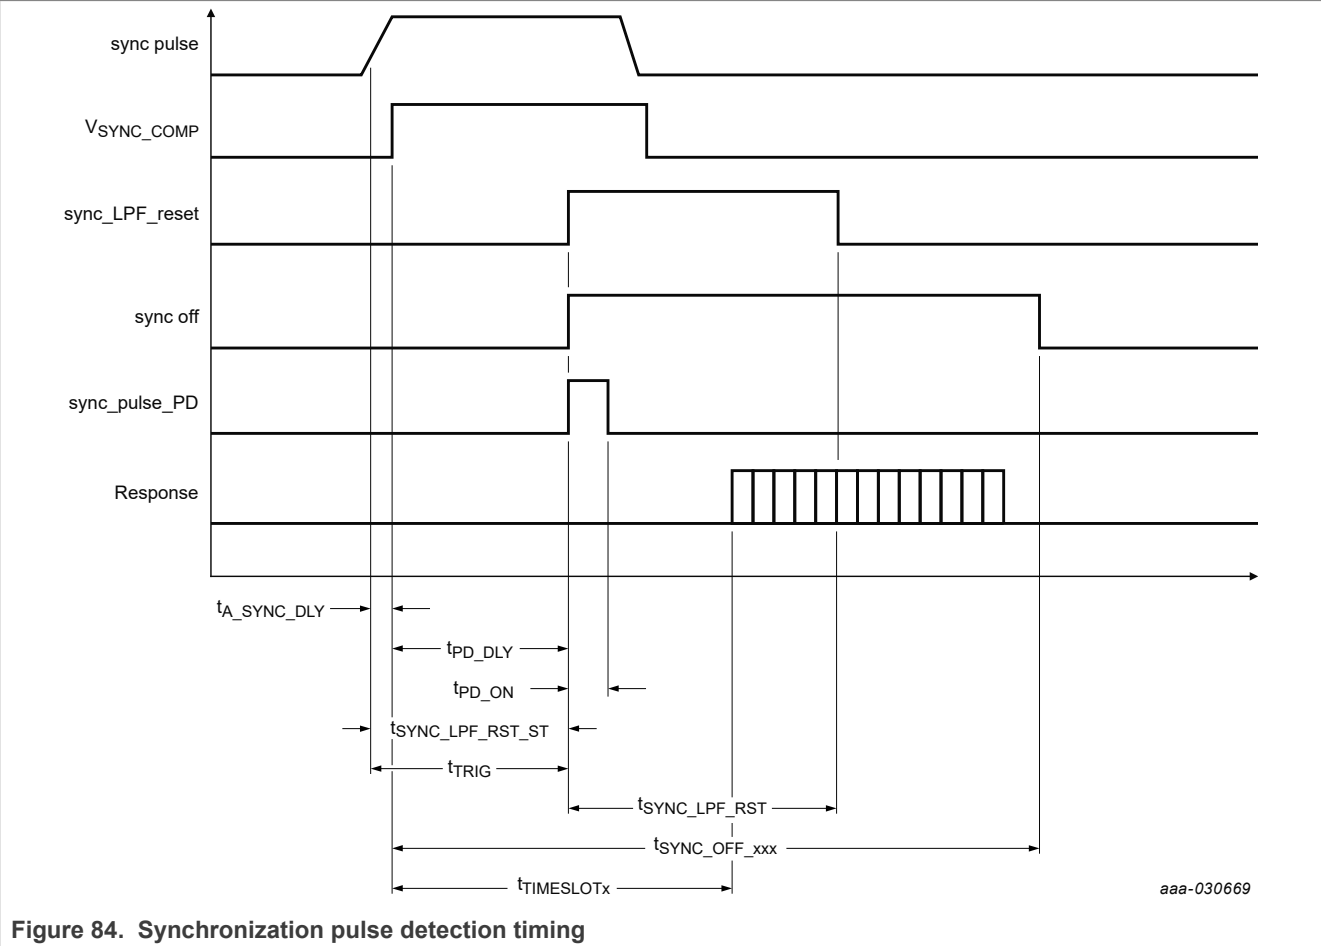 sync pulse
VSYNC_COMP
sync_LPF_reset
sync off
sync_pulse_PD
Response
tA_SYNC_DLY
tPD_DLY
tPD_ON
tSYNC_LPF_RST_ST
tTRIG
tSYNC_LPF_RST
tSYNC_OFF_xxx
tTIMESLOTx
aaa-030669
Figure 84. Synchronization pulse detection timing